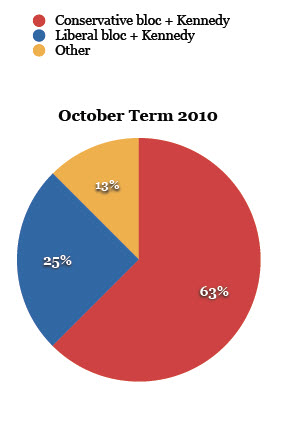 Conservative bloc + Kennedy
Liberal bloc + Kennedy
Other
October Term 2010
13%
25%
63%